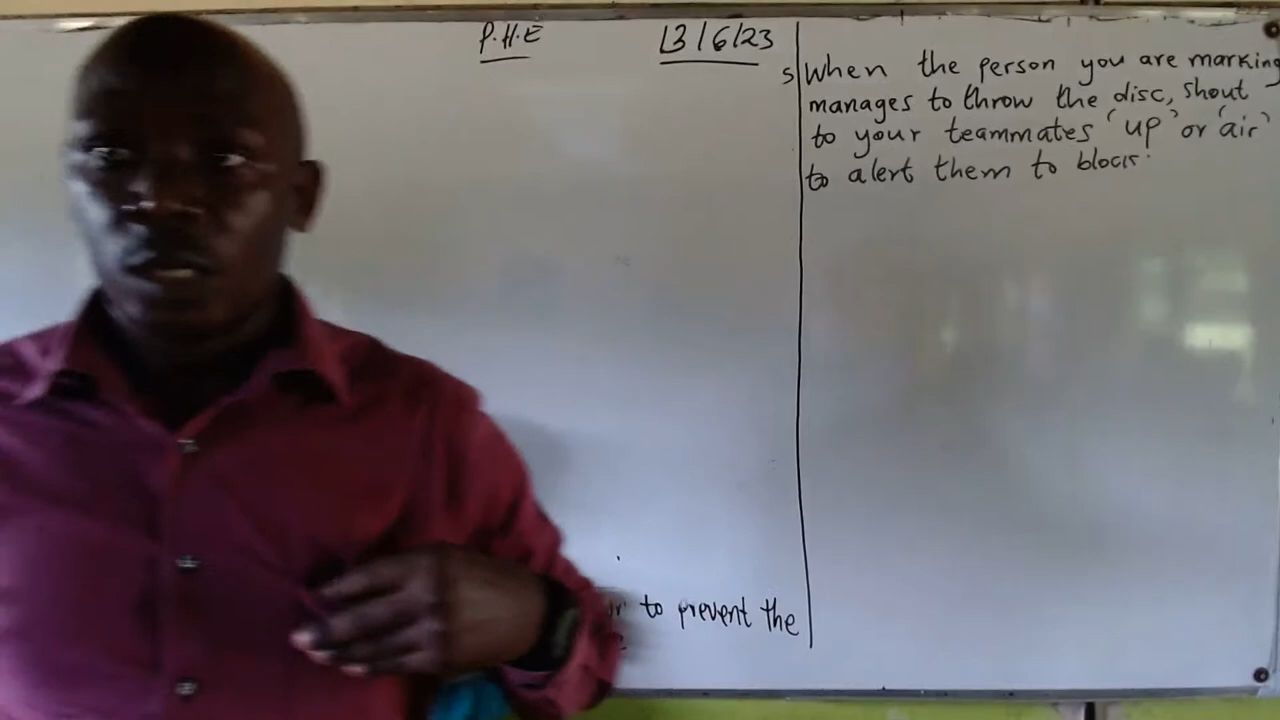 P.H.E
13/6/23
to prevent the
s
When the person you are marking
manages to throw the disc, shout
to your teammates 'up' or 'air'
to alert them to block.